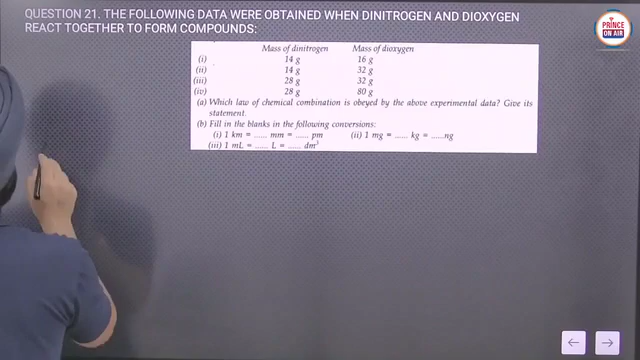 QUESTION 21. THE FOLLOWING DATA WERE OBTAINED WHEN DINITROGEN AND DIOXYGEN
REACT TOGETHER TO FORM COMPOUNDS:
PRINCE
ON AIR
Mass of dinitrogen Mass of dioxygen
(i) 14 g 16 g
(ii) 14 g 32 g
(iii) 28 g 32 g
(iv) 28 g 80 g
(a) Which law of chemical combination is obeyed by the above experimental data? Give its
statement.
(b) Fill in the blanks in the following conversions:
(i) 1 km = ...... mm = ...... pm (ii) 1 mg = ...... kg = ......ng
(iii) 1 mL = ...... L = ...... dm³